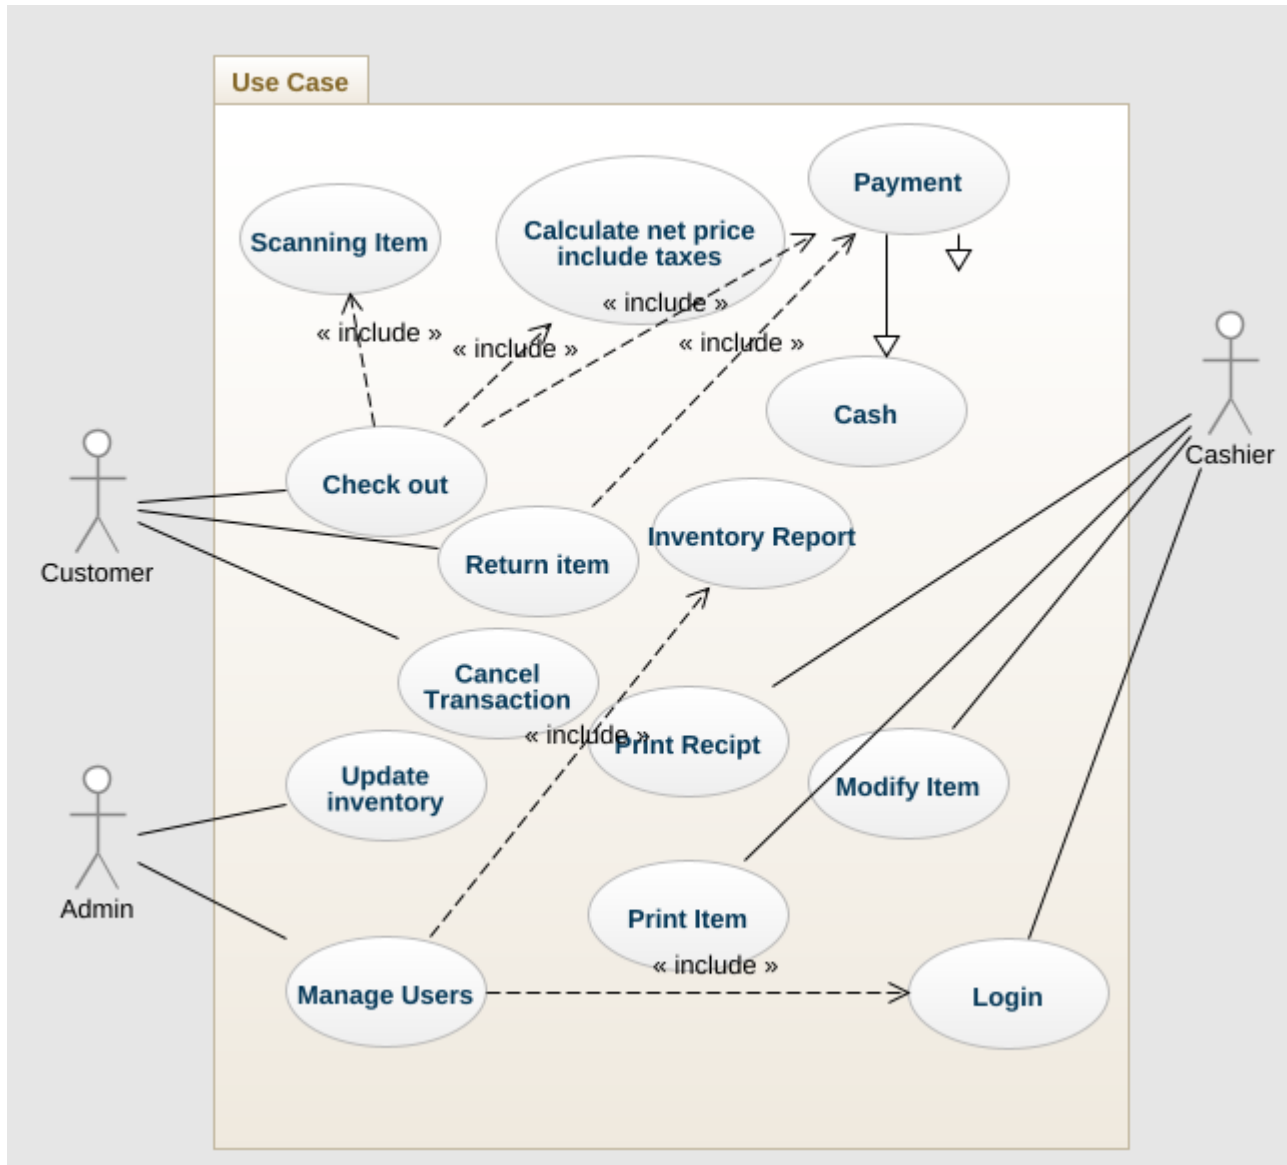 Use Case
Payment
Scanning Item
Calculate net price
include taxes
« include »
« include »
« include »
« include »
Cash
Cashier
Check out
Customer
Return item
Inventory Report
Cancel
Transaction
« include »
Print Recipt
Update
inventory
Modify Item
Admin
Print Item
« include »
Manage Users
Login